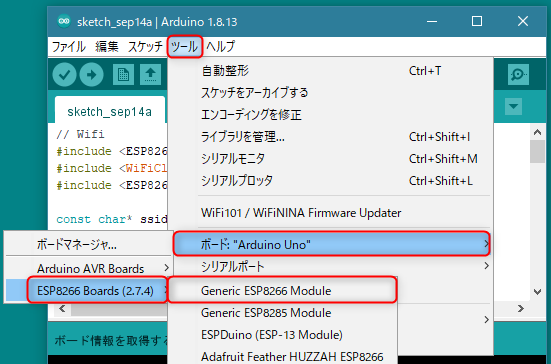 sketch_sep14a | Arduino 1.8.13
ファイル 編集 スケッチ ツール ヘルプ
自動整形 Ctrl+T
スケッチをアーカイブする
エンコーディングを修正
ライブラリを管理... Ctrl+Shift+I
シリアルモニタ Ctrl+Shift+M
シリアルプロッタ Ctrl+Shift+L
WiFi101 / WiFiNINA Firmware Updater
ボード: "Arduino Uno"
シリアルポート
sketch_sep14a
// Wifi
#include <ESP8266
#include <WiFiCl
#include <ESP826
const char* ssid
ボードマネージャ...
Arduino AVR Boards
ESP8266 Boards (2.7.4)
Generic ESP8266 Module
Generic ESP8285 Module
ESPDuino (ESP-13 Module)
Adafruit Feather HUZZAH ESP8266
ボード情報を取得する